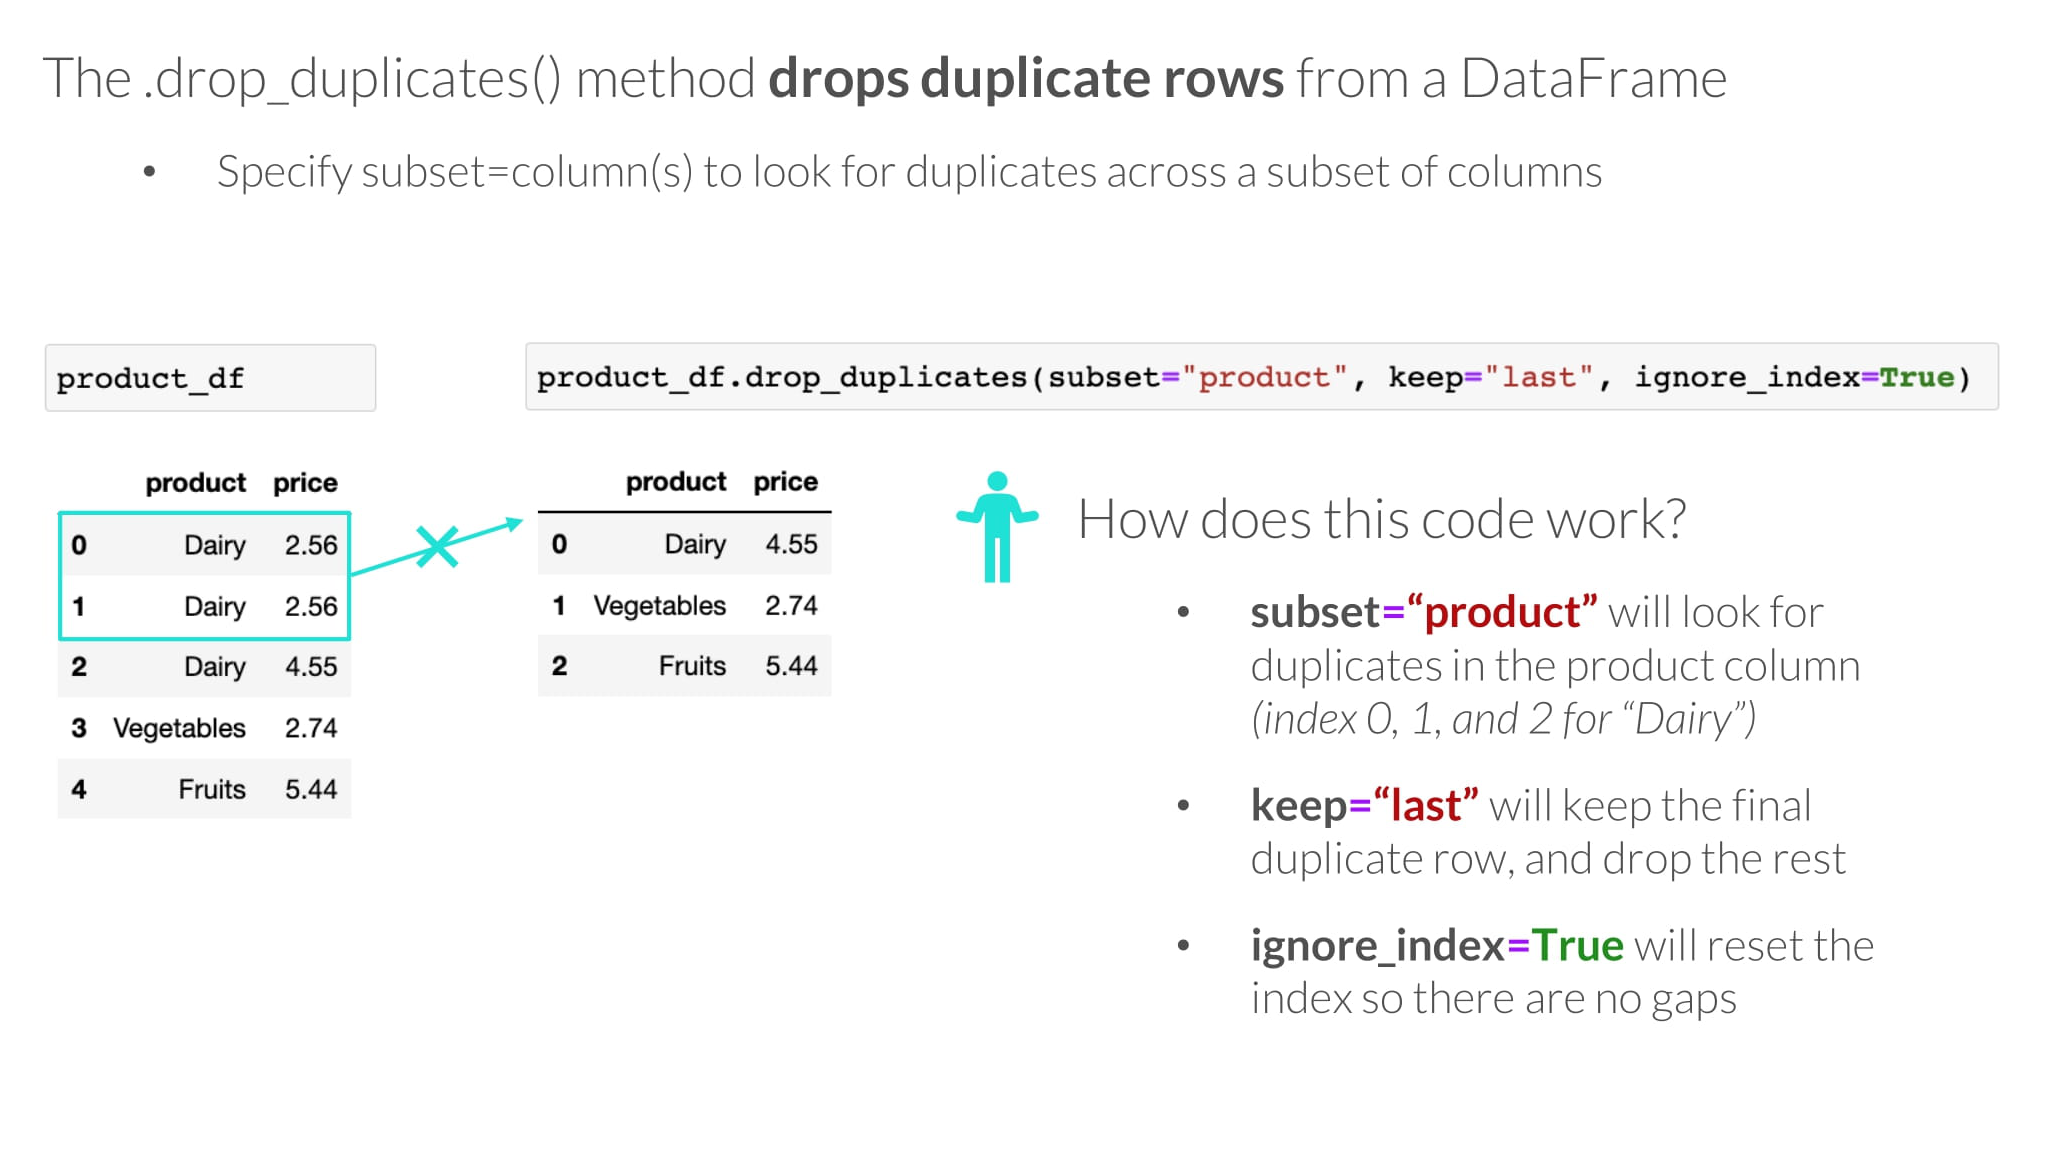 The .drop_duplicates() method drops duplicate rows from a DataFrame
• Specify subset=column(s) to look for duplicates across a subset of columns
product_df
product_df.drop_duplicates(subset="product", keep="last", ignore_index=True)
product price
0 Dairy 2.56
1 Dairy 2.56
2 Dairy 4.55
3 Vegetables 2.74
4 Fruits 5.44
product price
0 Dairy 4.55
1 Vegetables 2.74
2 Fruits 5.44
How does this code work?
• subset=“product” will look for
duplicates in the product column
(index 0, 1, and 2 for “Dairy”)
• keep=“last” will keep the final
duplicate row, and drop the rest
• ignore_index=True will reset the
index so there are no gaps